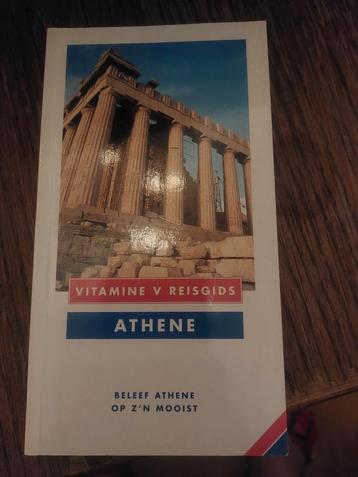 VITAMINE V REISGIDS
ATHENE
BELEEF ATHENE
OP Z'N MOOIST